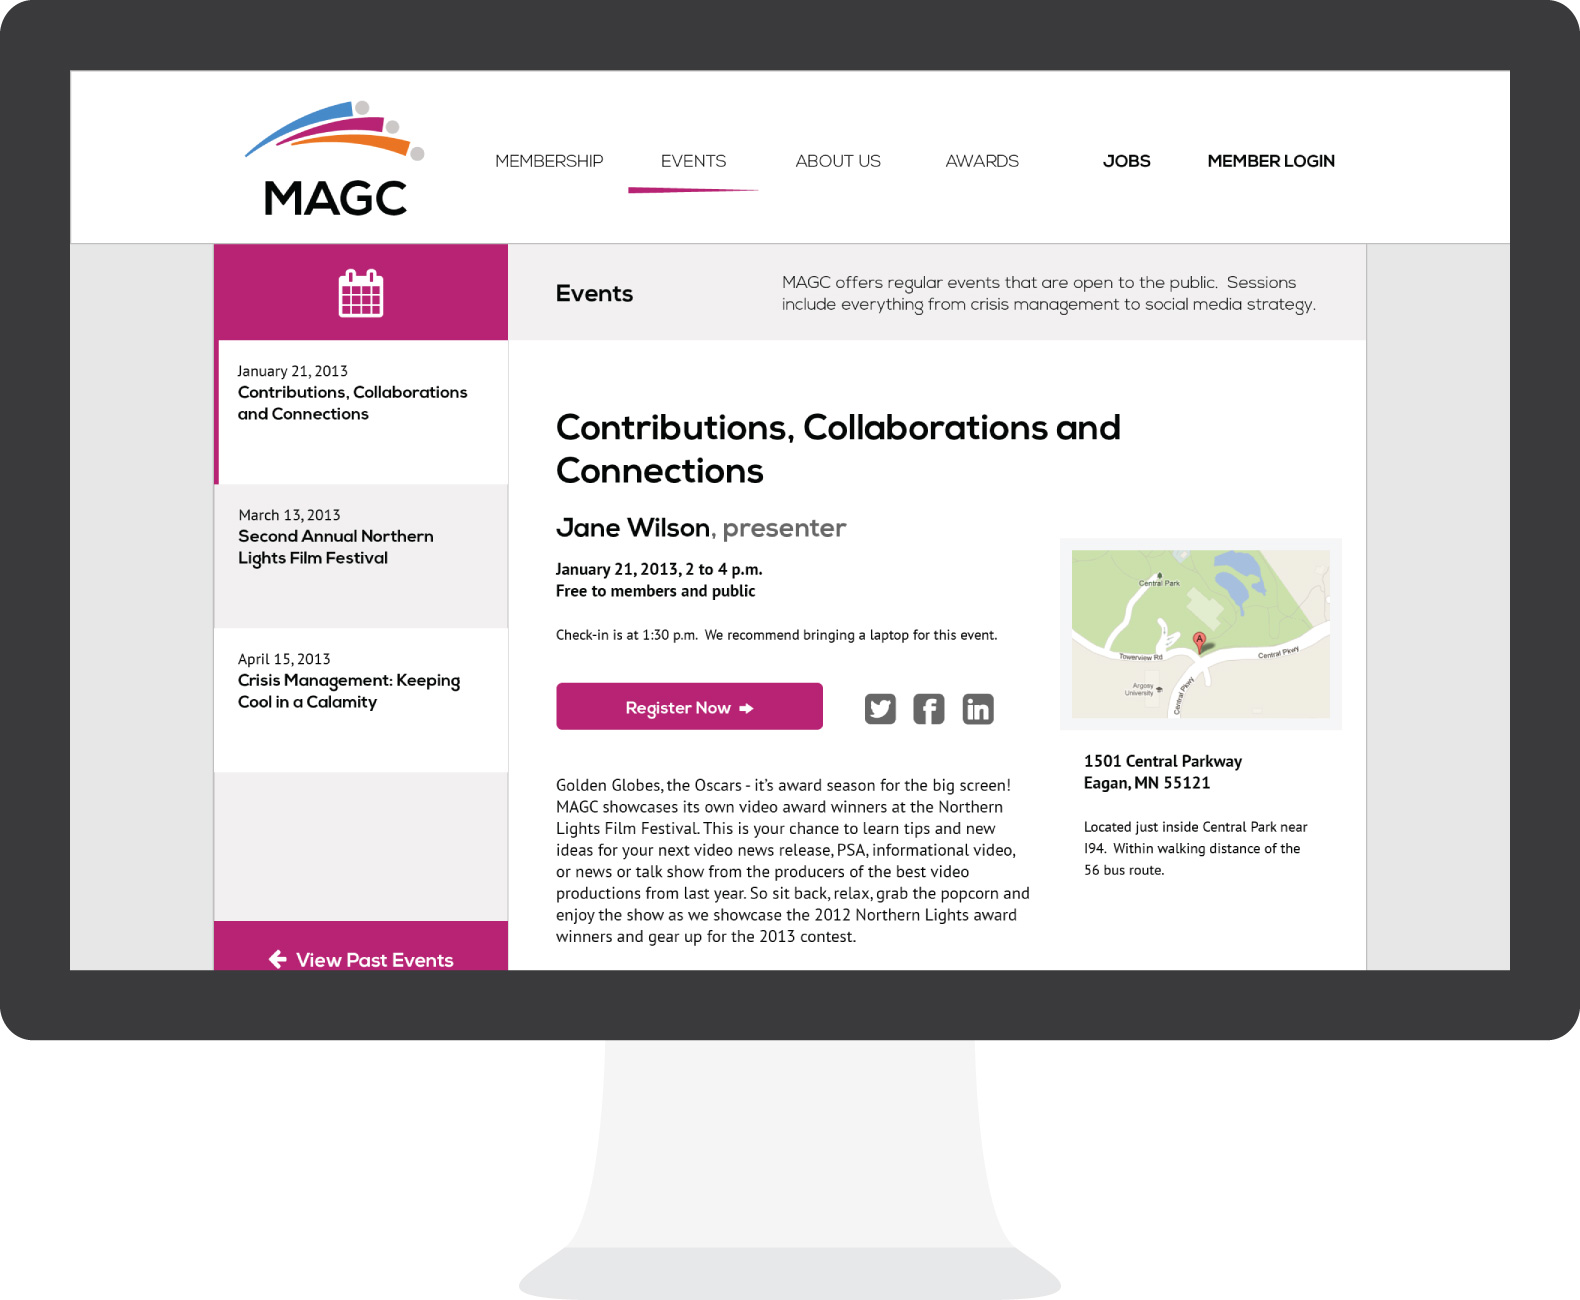 MAGC
MEMBERSHIP
EVENTS
ABOUT US
AWARDS
JOBS
MEMBER LOGIN
Events
MAGC offers regular events that are open to the public. Sessions
include everything from crisis management to social media strategy.
January 21, 2013
Contributions, Collaborations
and Connections
March 13, 2013
Second Annual Northern
Lights Film Festival
April 15, 2013
Crisis Management: Keeping
Cool in a Calamity
View Past Events
Contributions, Collaborations and
Connections
Jane Wilson, presenter
January 21, 2013, 2 to 4 p.m.
Free to members and public
Check-in is at 1:30 p.m. We recommend bringing a laptop for this event.
Register Now
Golden Globes, the Oscars - it's award season for the big screen!
MAGC showcases its own video award winners at the Northern
Lights Film Festival. This is your chance to learn tips and new
ideas for your next video news release, PSA, informational video,
or news or talk show from the producers of the best video
productions from last year. So sit back, relax, grab the popcorn and
enjoy the show as we showcase the 2012 Northern Lights award
winners and gear up for the 2013 contest.
Central Park
A
Towerview Rd
Central Pkwy
Argosy
University
Central Pkwy
1501 Central Parkway
Eagan, MN 55121
Located just inside Central Park near
I94. Within walking distance of the
56 bus route.